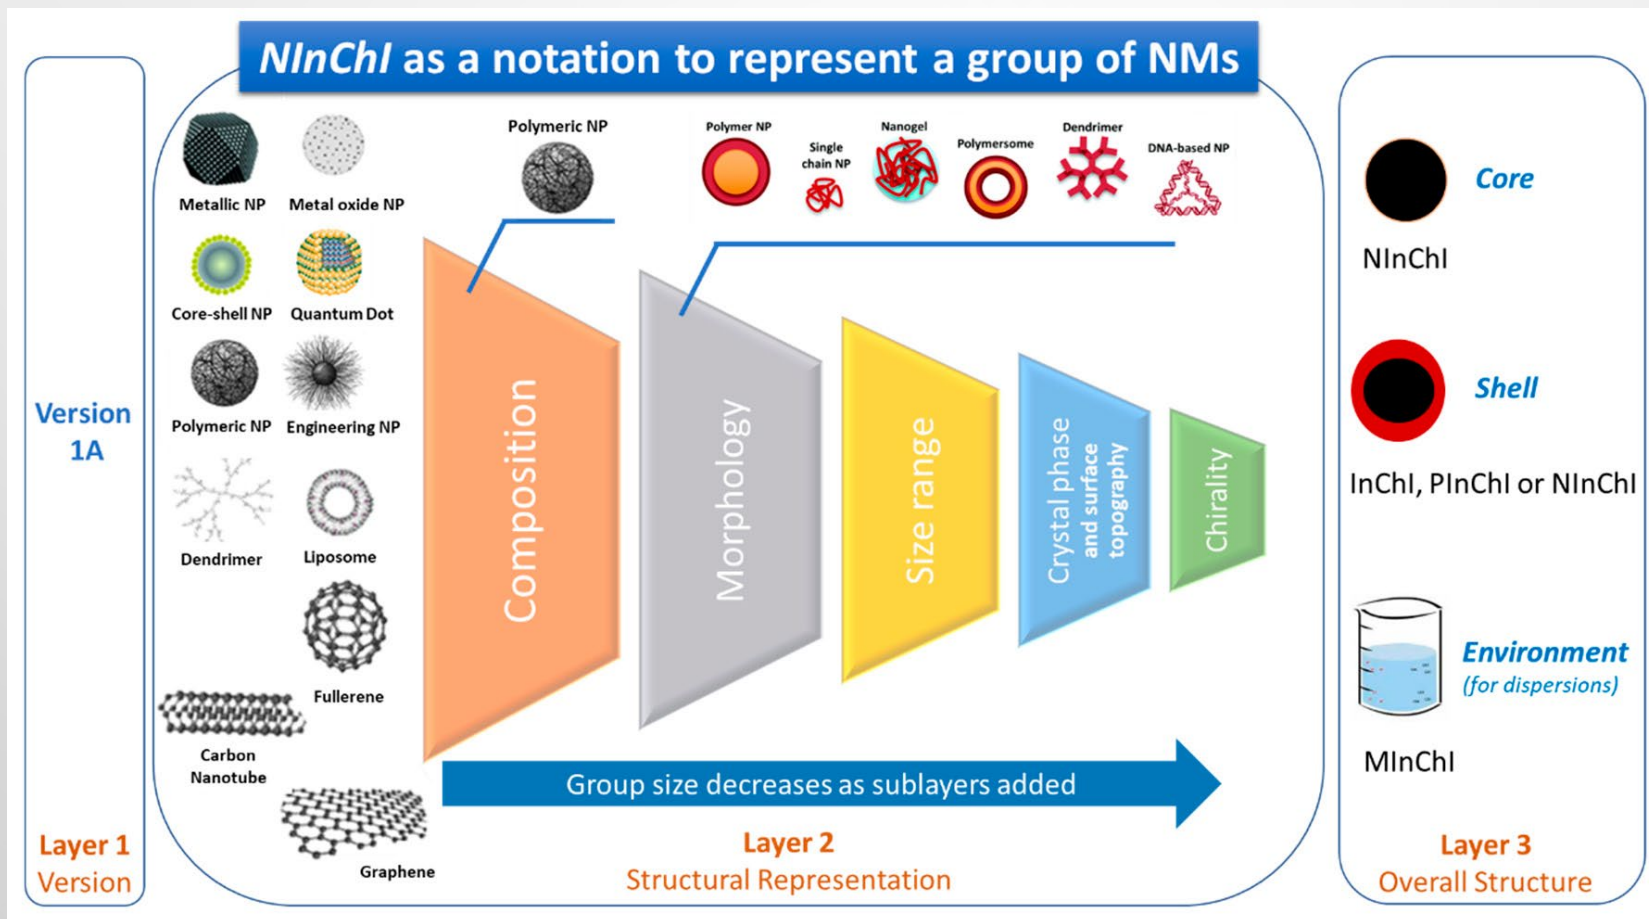 NInChI as a notation to represent a group of NMs
Version
1A
Layer 1
Version
Metallic NP
Metal oxide NP
Core-shell NP
Quantum Dot
Polymeric NP
Engineering NP
Dendrimer
Liposome
Fullerene
Carbon
Nanotube
Graphene
Polymeric NP
Polymer NP
Single
chain NP
Nanogel
Polymersome
Dendrimer
DNA-based NP
Composition
Morphology
Size range
Crystal phase
and surface
topography
Chirality
Group size decreases as sublayers added
Layer 2
Structural Representation
Core
NInChI
Shell
InChI, PInChI or NInChI
Environment
(for dispersions)
MInChI
Layer 3
Overall Structure